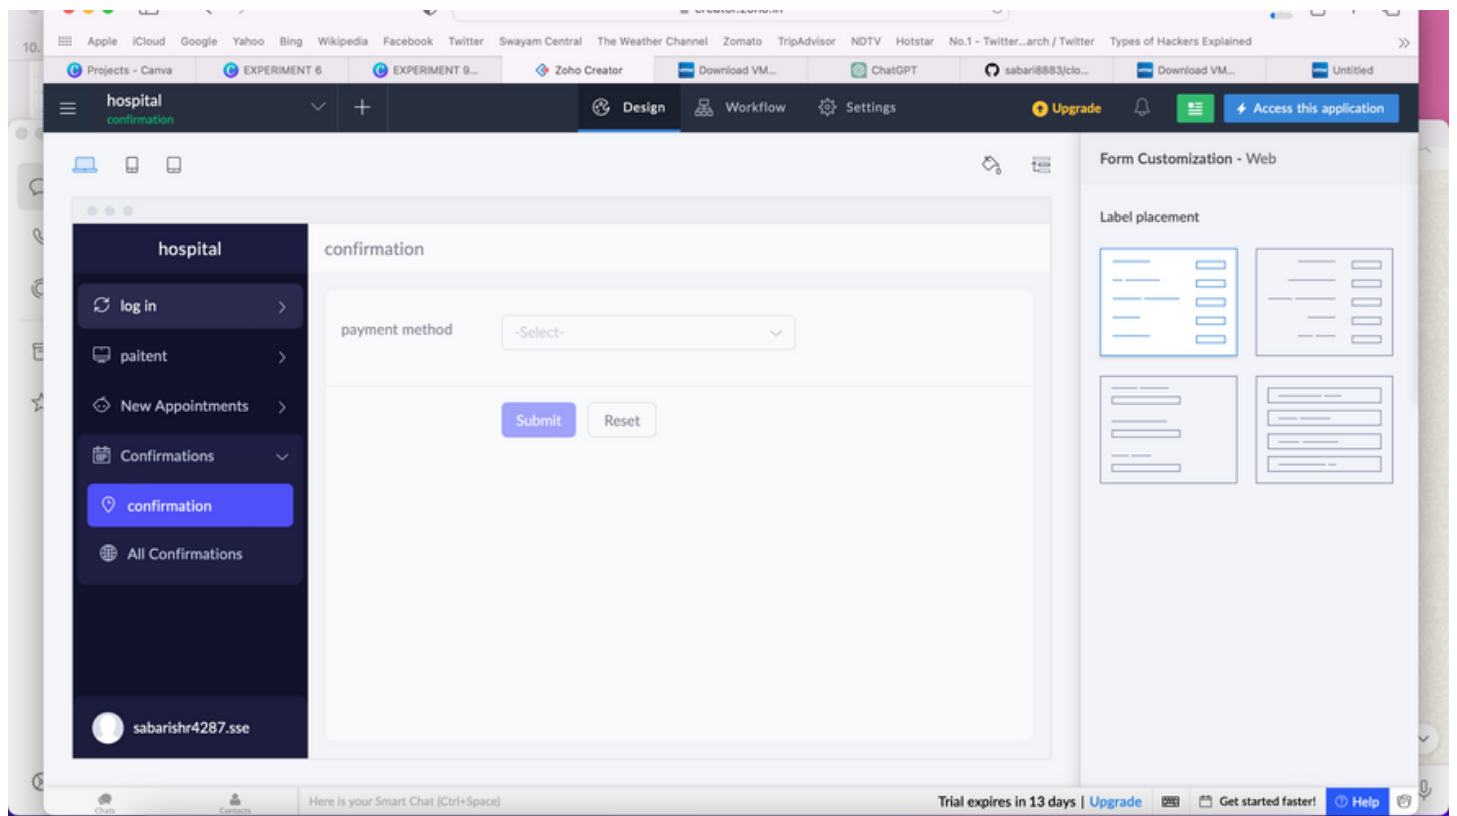 10.
Apple iCloud Google Yahoo Bing Wikipedia Facebook Twitter Swayam Central The Weather Channel Zomato TripAdvisor NDTV Hotstar No.1 - Twitter...arch / Twitter Types of Hackers Explained
Projects - Canva EXPERIMENT 6 EXPERIMENT 9... Zoho Creator Download VM... ChatGPT sabari8883/clo... Download VM... Untitled
hospital
confirmation
Design Workflow Settings Upgrade Access this application
Form Customization - Web
Label placement
hospital
confirmation
log in
payment method -Select-
paitent
New Appointments
Submit Reset
Confirmations
confirmation
All Confirmations
sabarishr4287.sse
Chats Contacts Here is your Smart Chat (Ctrl+Space) Trial expires in 13 days | Upgrade Get started faster! Help